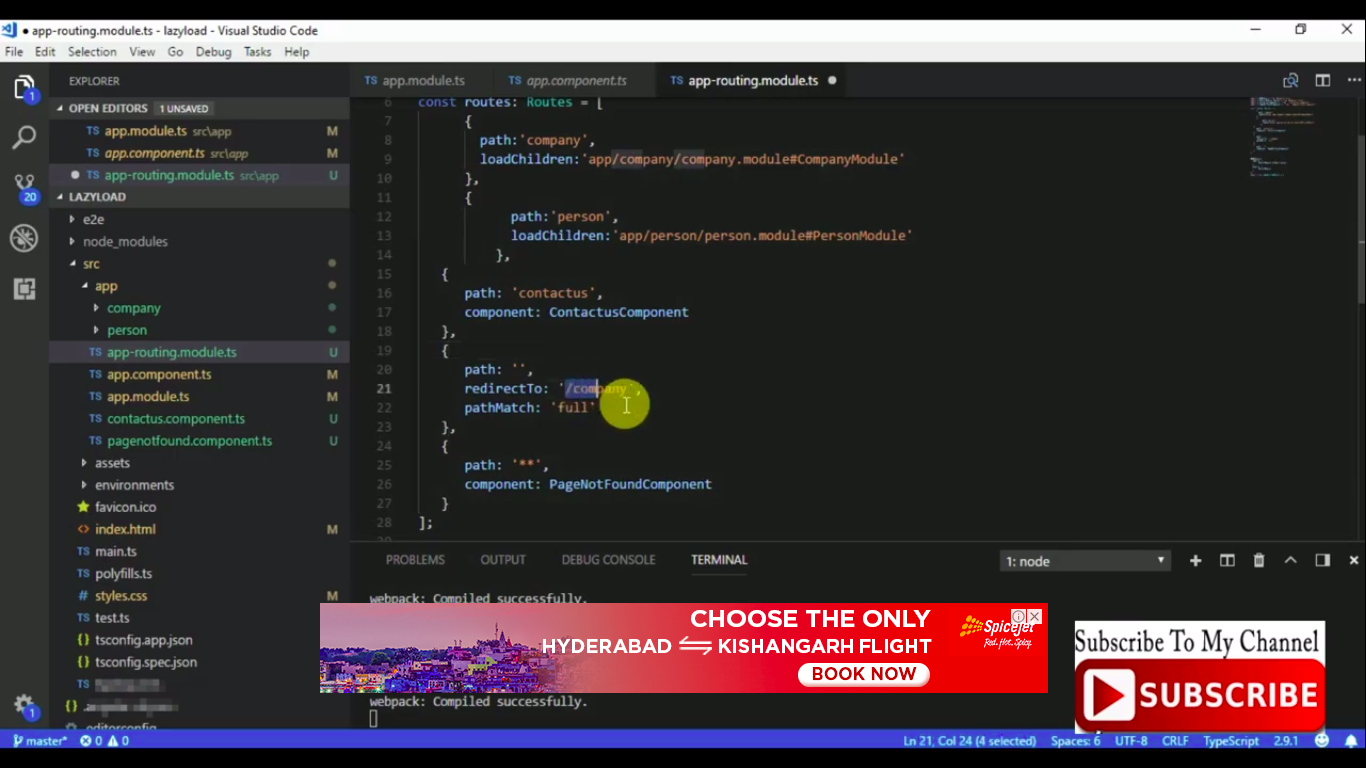 app-routing.module.ts - lazyload - Visual Studio Code
File Edit Selection View Go Debug Tasks Help
EXPLORER
OPEN EDITORS 1 UNSAVED
TS app.module.ts src\app M
TS app.component.ts src\app M
TS app-routing.module.ts src\app U
LAZYLOAD
e2e
node_modules
src
app
company
person
TS app-routing.module.ts U
TS app.component.ts M
TS app.module.ts M
TS contactus.component.ts U
TS pagenotfound.component.ts U
assets
environments
favicon.ico
<> index.html M
TS main.ts
TS polyfills.ts
styles.css M
TS test.ts
{} tsconfig.app.json
{} tsconfig.spec.json
TS
{}
.editorconfig
1
20
1
TS app.module.ts TS app.component.ts TS app-routing.module.ts
6 const routes: Routes = [
7 {
8 path:'company',
9 loadChildren:'app/company/company.module#CompanyModule'
10 },
11 {
12 path:'person',
13 loadChildren:'app/person/person.module#PersonModule'
14 },
15 {
16 path: 'contactus',
17 component: ContactusComponent
18 },
19 {
20 path: '',
21 redirectTo: '/company',
22 pathMatch: 'full'
23 },
24 {
25 path: '**',
26 component: PageNotFoundComponent
27 }
28 ];
PROBLEMS OUTPUT DEBUG CONSOLE TERMINAL 1: node
webpack: Compiled successfully.
CHOOSE THE ONLY
HYDERABAD KISHANGARH FLIGHT
BOOK NOW
SpiceJet
Red. Hot. Spicy.
webpack: Compiled successfully.
Subscribe To My Channel
SUBSCRIBE
master* 0 0 Ln 21, Col 24 (4 selected) Spaces: 6 UTF-8 CRLF TypeScript 2.9.1